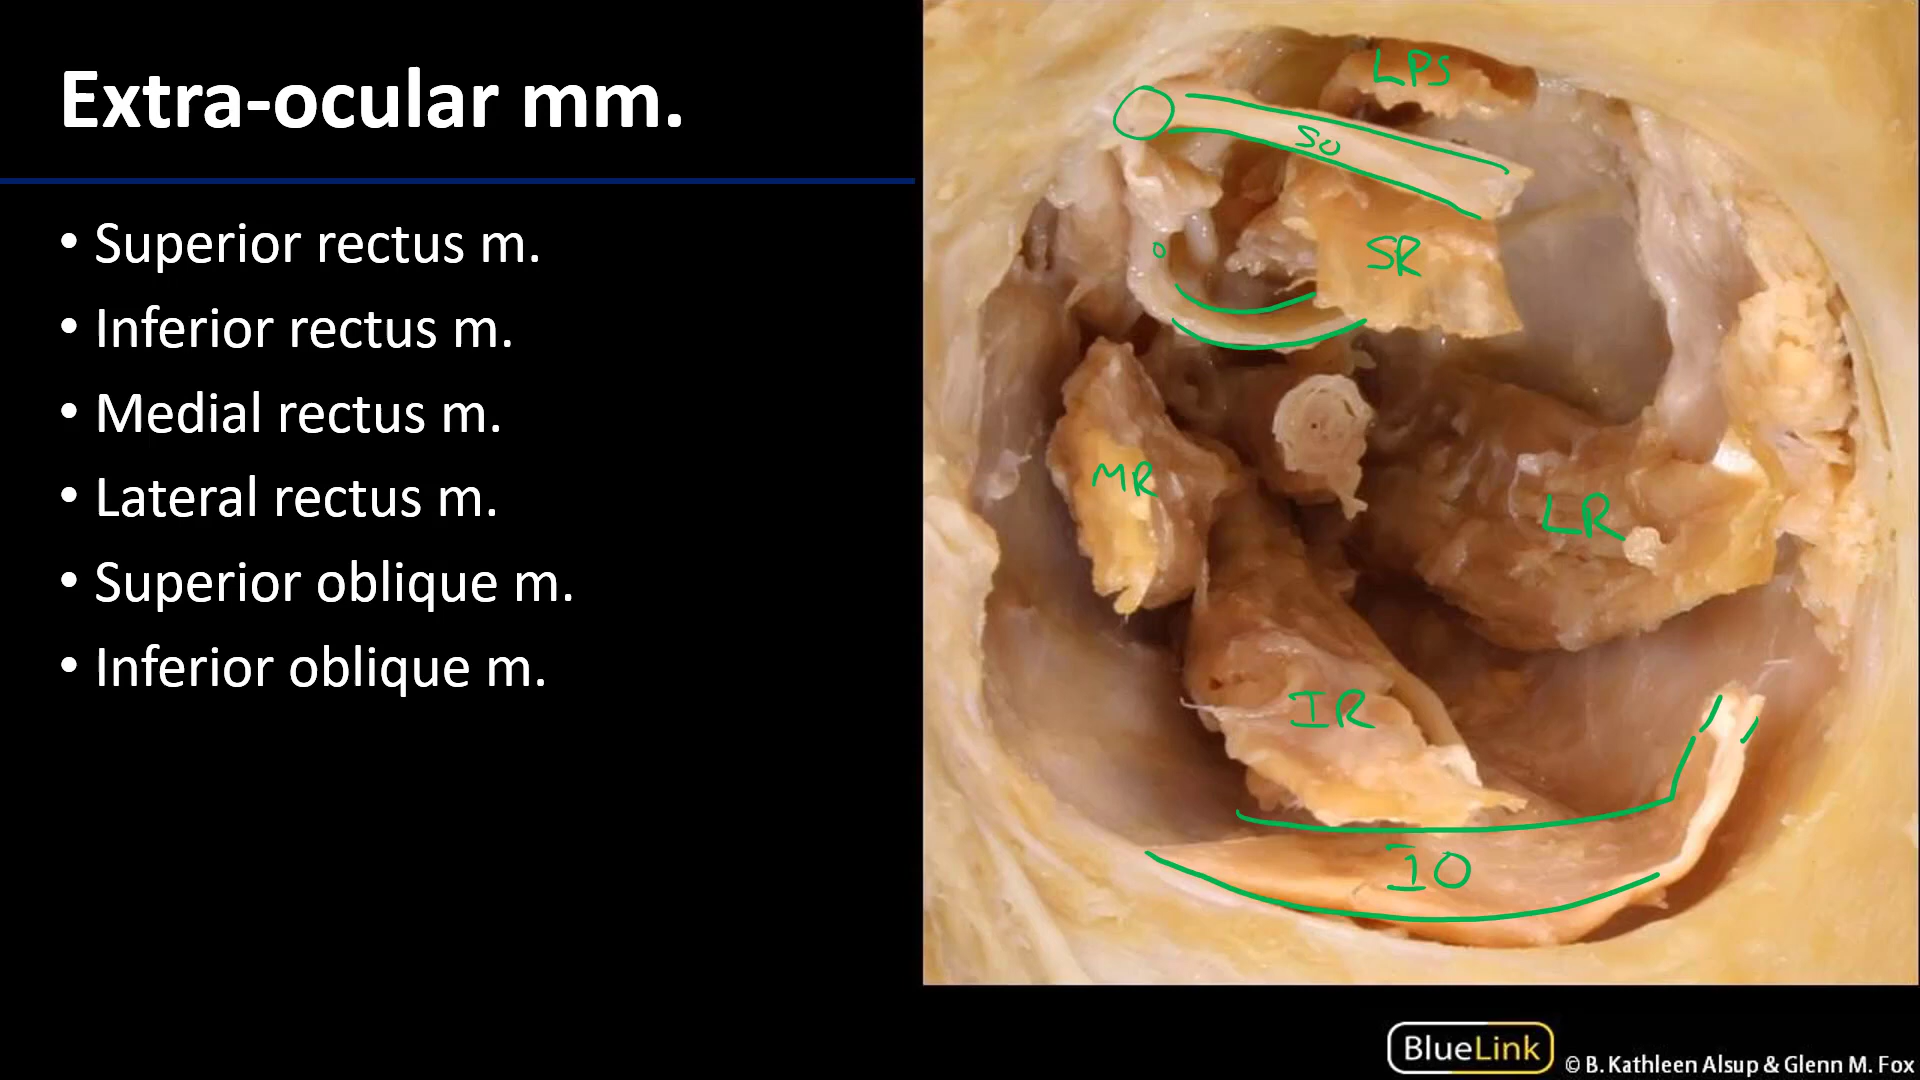 Extra-ocular mm.
• Superior rectus m.
• Inferior rectus m.
• Medial rectus m.
• Lateral rectus m.
• Superior oblique m.
• Inferior oblique m.
LPS
SO
SR
MR
LR
IR
IO
BlueLink
© B. Kathleen Alsup & Glenn M. Fox